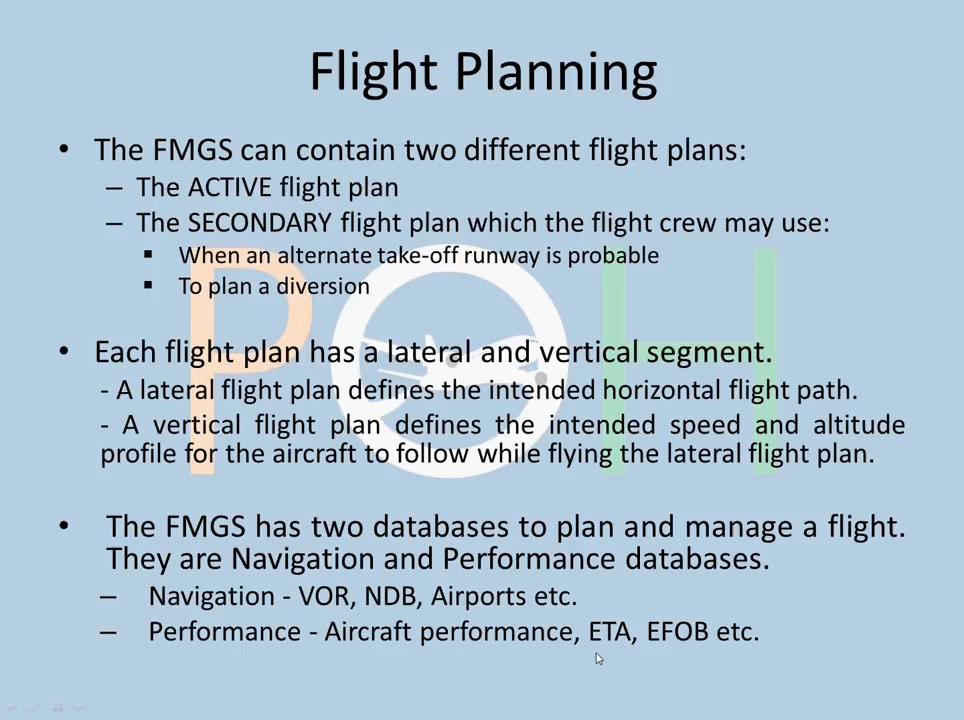 Flight Planning
• The FMGS can contain two different flight plans:
– The ACTIVE flight plan
– The SECONDARY flight plan which the flight crew may use:
▪ When an alternate take-off runway is probable
▪ To plan a diversion
• Each flight plan has a lateral and vertical segment.
- A lateral flight plan defines the intended horizontal flight path.
- A vertical flight plan defines the intended speed and altitude
profile for the aircraft to follow while flying the lateral flight plan.
• The FMGS has two databases to plan and manage a flight.
They are Navigation and Performance databases.
– Navigation - VOR, NDB, Airports etc.
– Performance - Aircraft performance, ETA, EFOB etc.
POH